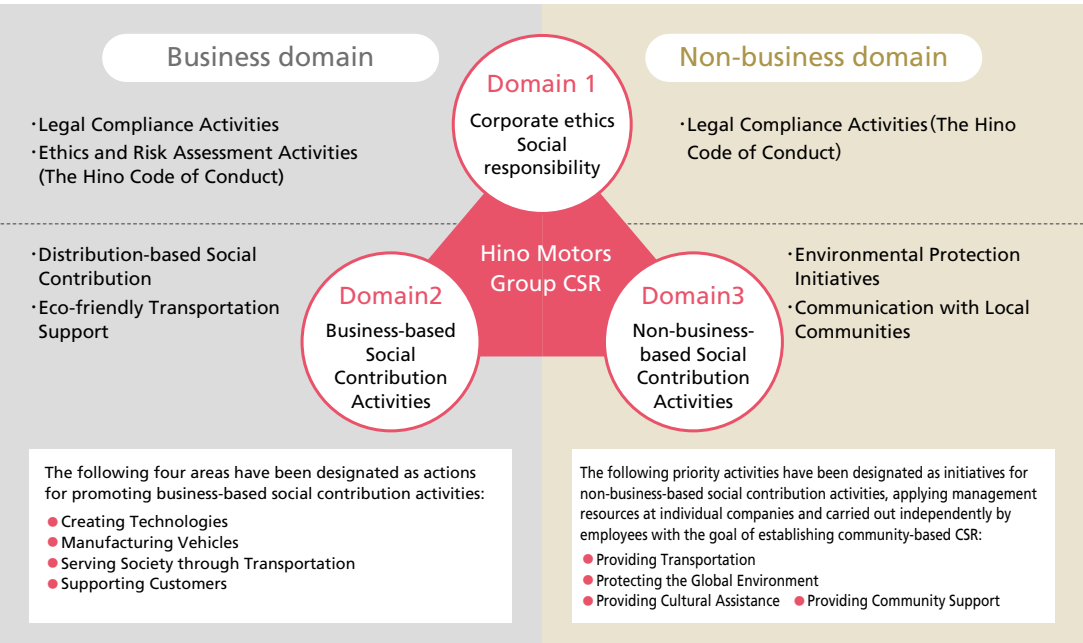 Business domain
Non-business domain
Domain 1
Corporate ethics
Social
responsibility
·Legal Compliance Activities
·Ethics and Risk Assessment Activities
(The Hino Code of Conduct)
·Legal Compliance Activities(The Hino
Code of Conduct)
Hino Motors
Group CSR
·Distribution-based Social
Contribution
·Eco-friendly Transportation
Support
Domain2
Business-based
Social
Contribution
Activities
Domain3
Non-business-
based Social
Contribution
Activities
·Environmental Protection
Initiatives
·Communication with Local
Communities
The following four areas have been designated as actions
for promoting business-based social contribution activities:
● Creating Technologies
● Manufacturing Vehicles
● Serving Society through Transportation
● Supporting Customers
The following priority activities have been designated as initiatives for
non-business-based social contribution activities, applying management
resources at individual companies and carried out independently by
employees with the goal of establishing community-based CSR:
● Providing Transportation
● Protecting the Global Environment
● Providing Cultural Assistance ● Providing Community Support